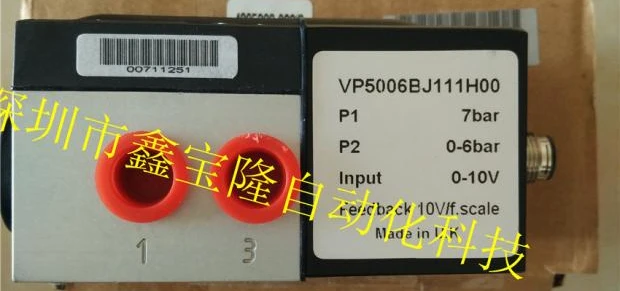 00711251
VP5006BJ111H00
P1 7bar
P2 0-6bar
Input 0-10V
Feedback 10V/f.scale
Made in U.K
深圳市鑫宝隆自动化科技
1 3